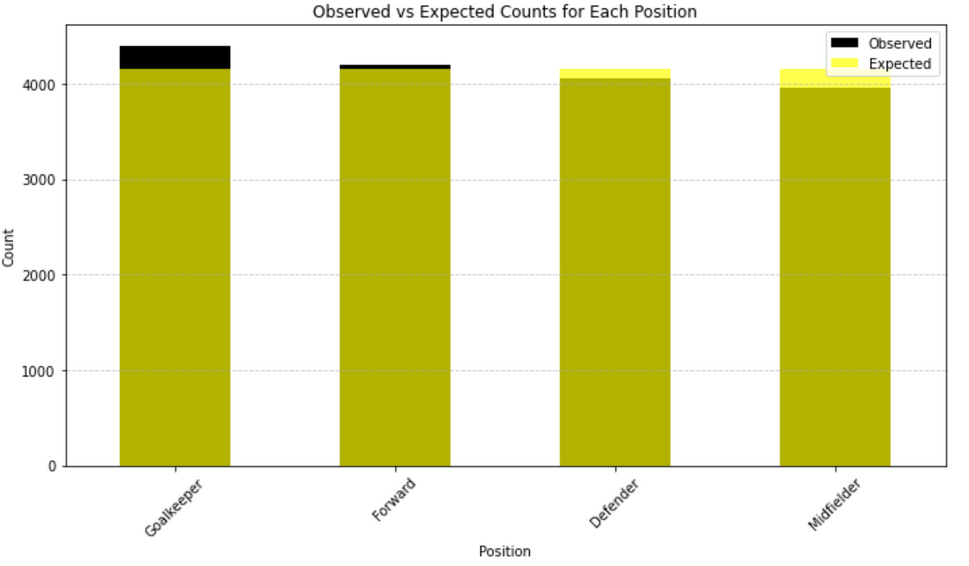 Observed vs Expected Counts for Each Position
Observed
Expected
4000
3000
2000
1000
0
Count
Goalkeeper
Forward
Defender
Midfielder
Position